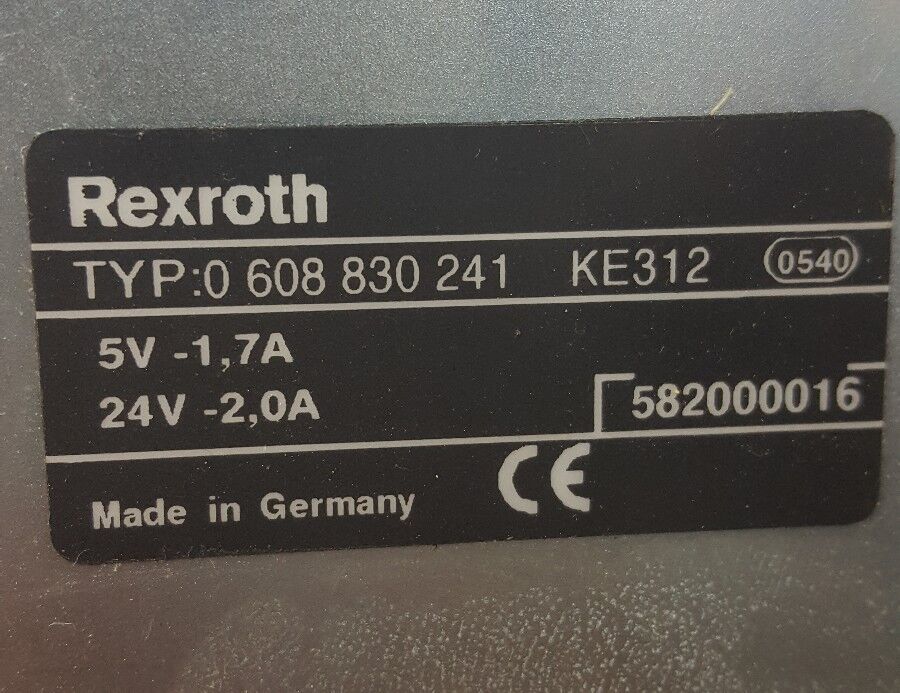 Rexroth
TYP:0 608 830 241 KE312 0540
5V -1,7A
24V -2,0A
582000016
Made in Germany CE